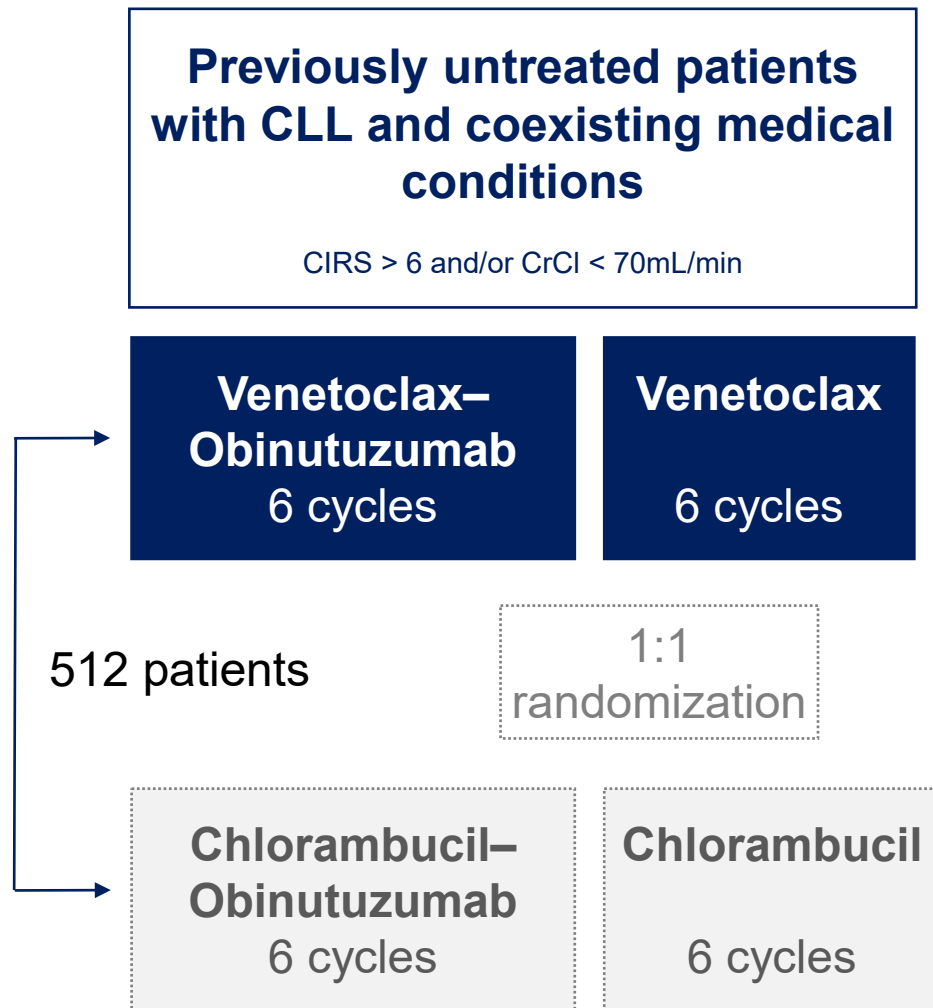 Previously untreated patients
with CLL and coexisting medical
conditions
CIRS > 6 and/or CrCl < 70mL/min
Venetoclax–
Obinutuzumab
6 cycles
Venetoclax
6 cycles
512 patients
1:1
randomization
Chlorambucil–
Obinutuzumab
6 cycles
Chlorambucil
6 cycles